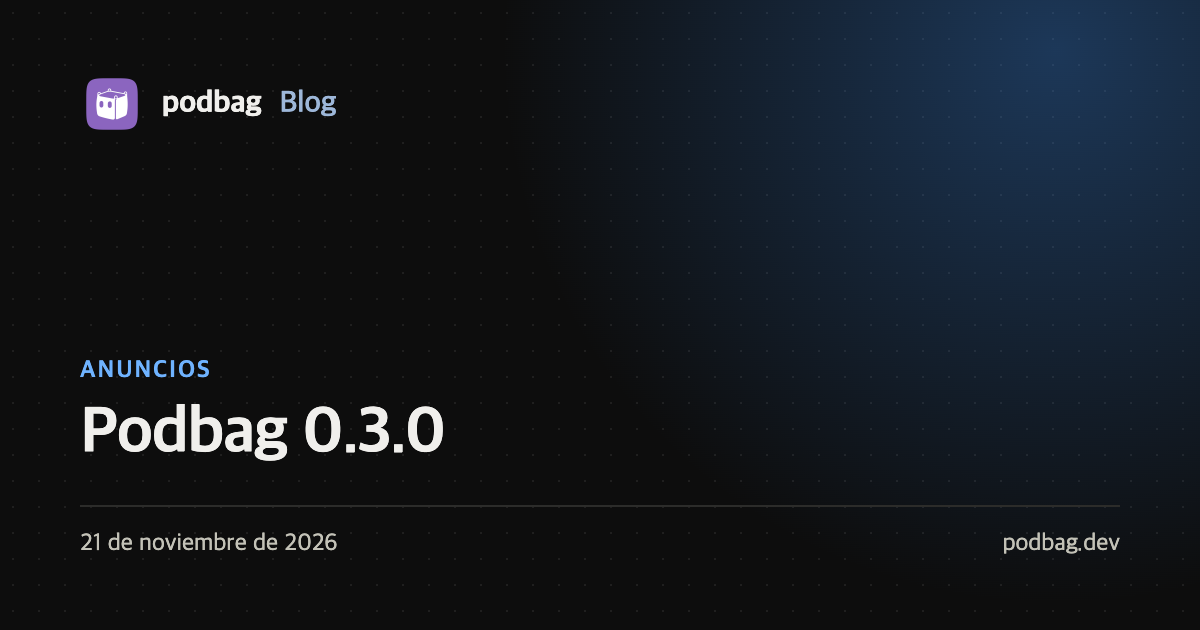 podbag Blog
ANUNCIOS
Podbag 0.3.0
21 de noviembre de 2026
podbag.dev